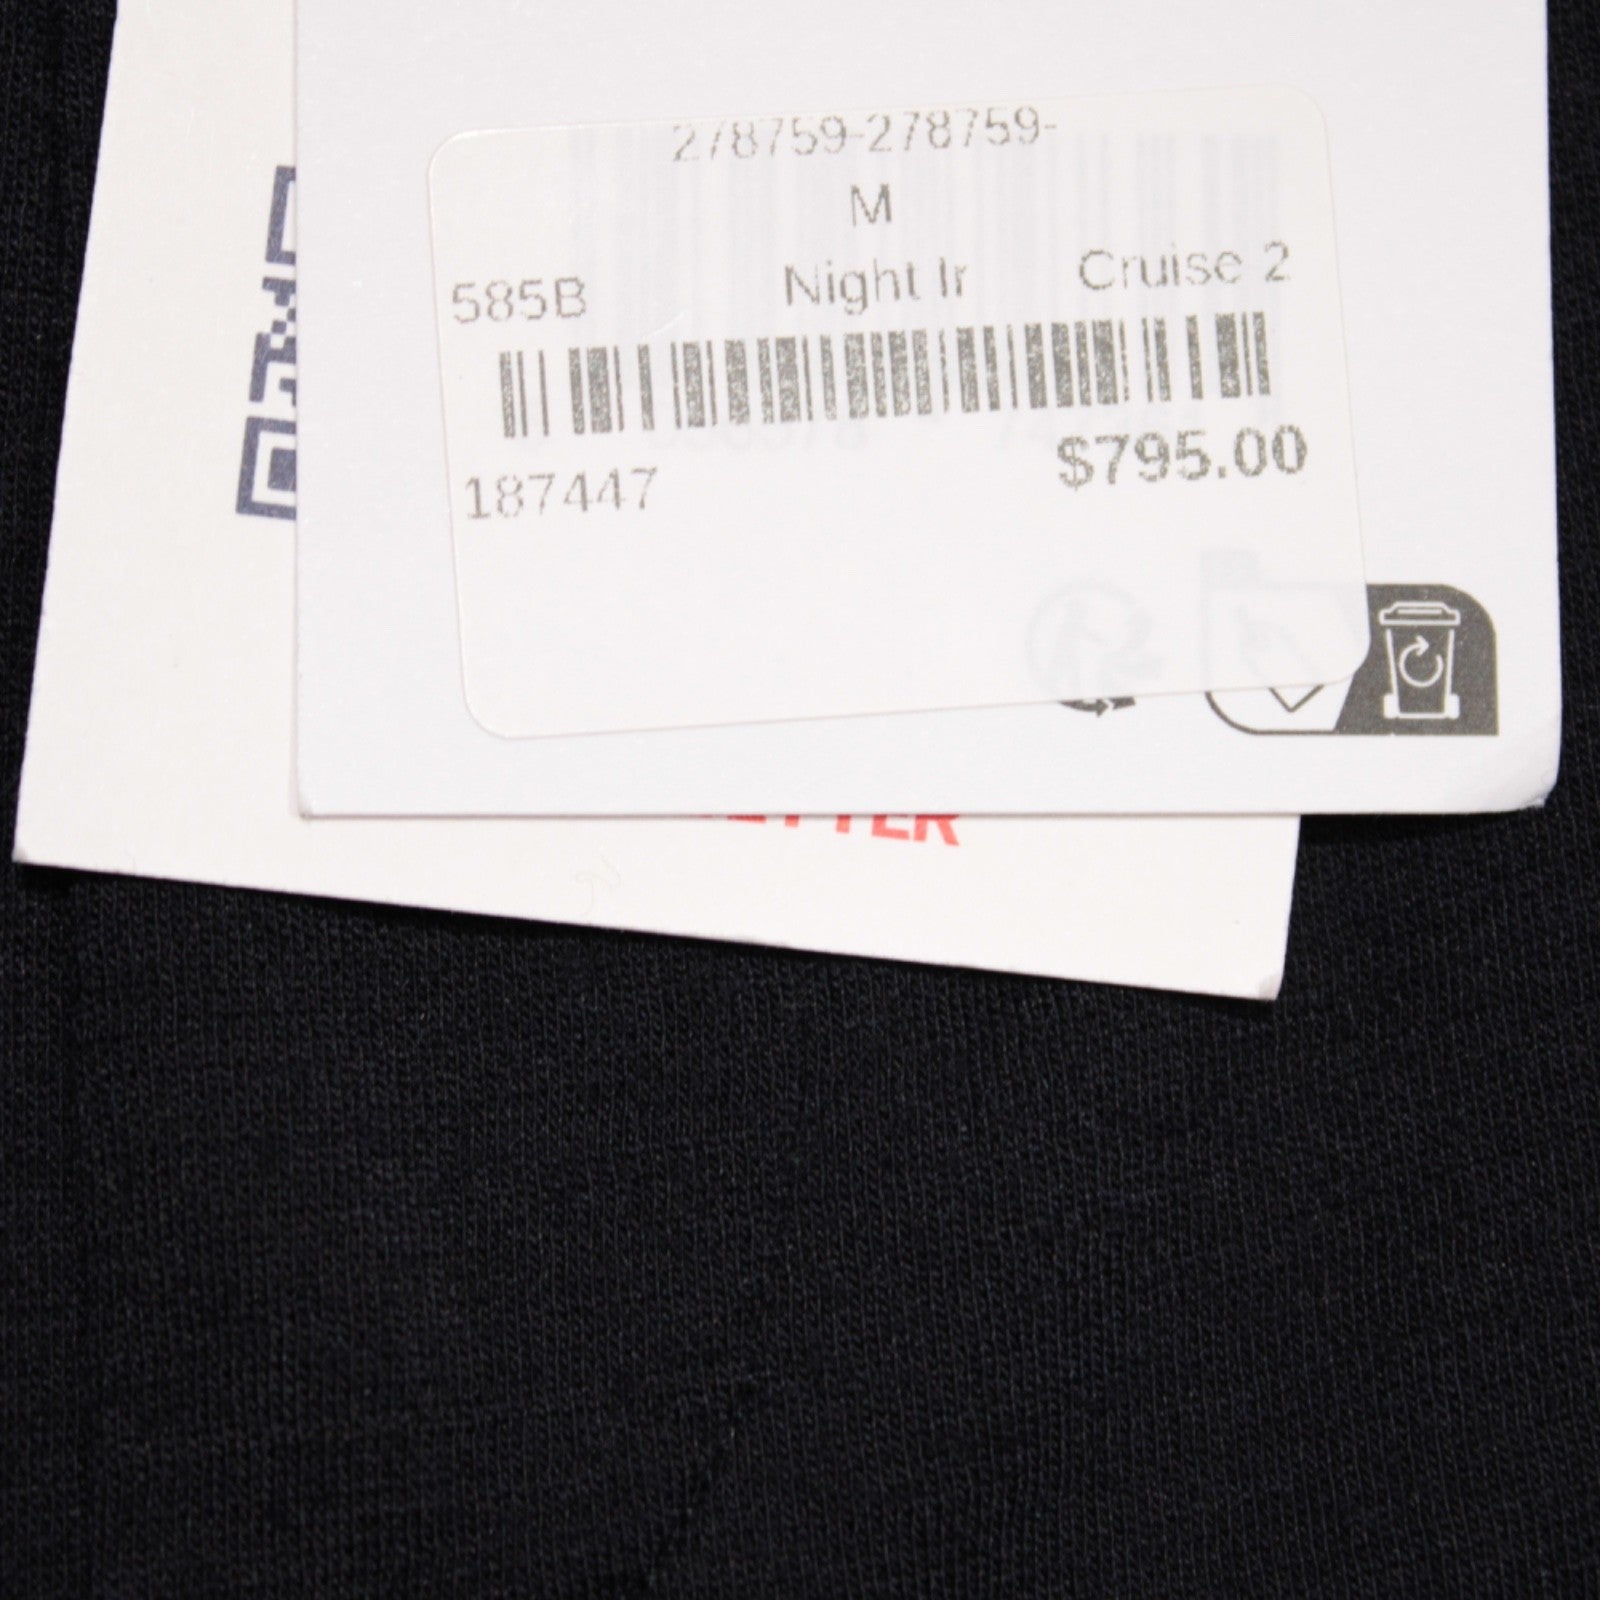 278759-278759-
M
585B Night Ir Cruise 2
187447 $795.00